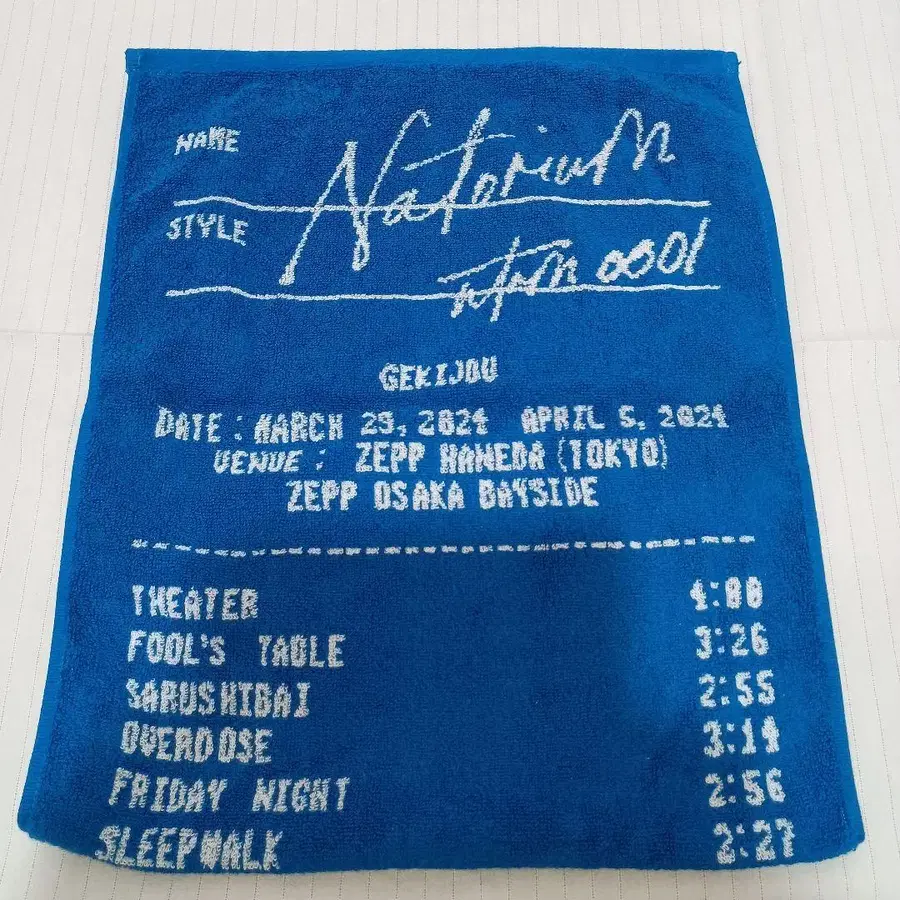 NAME Natorium
STYLE ntrm 0001
GEKIJOU
DATE : MARCH 29, 2024 APRIL 5, 2024
VENUE : ZEPP HANEDA (TOKYO)
ZEPP OSAKA BAYSIDE
THEATER 4:00
FOOL'S TABLE 3:26
SARUSHIBAI 2:55
OVERDOSE 3:14
FRIDAY NIGHT 2:56
SLEEPWALK 2:27